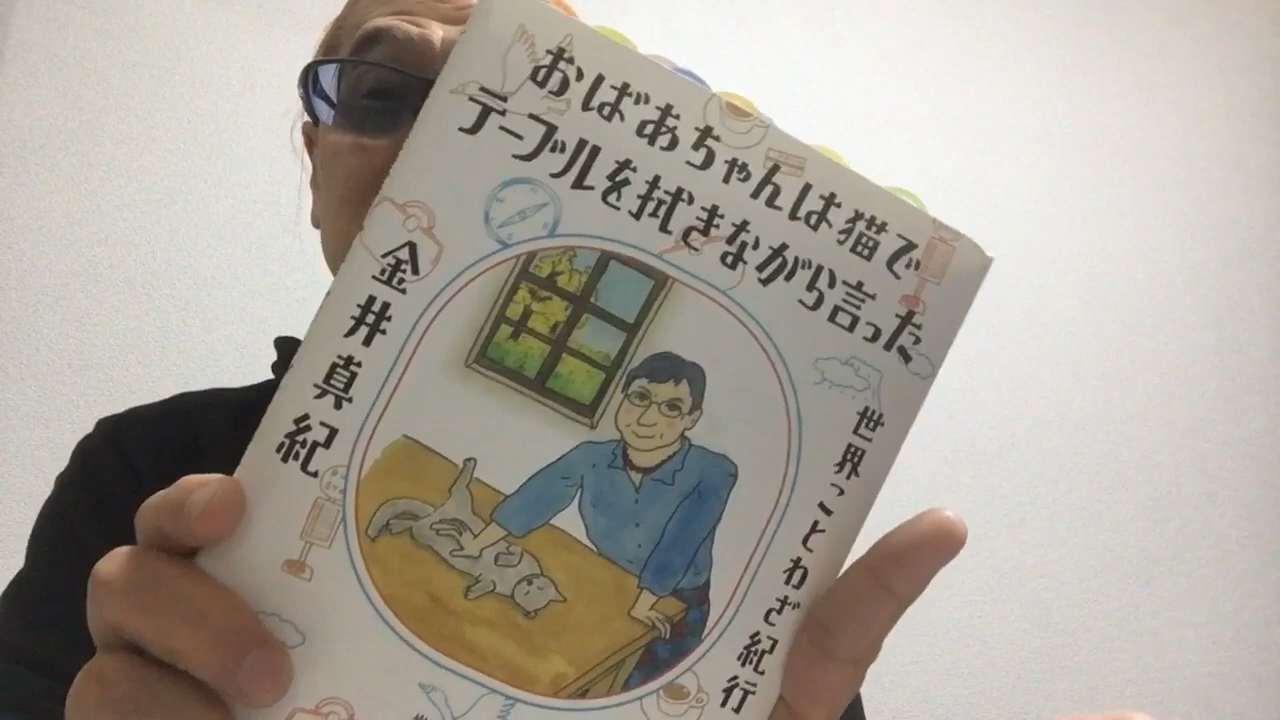 おばあちゃんは猫で
テーブルを拭きながら言った
世界ことわざ紀行
金井真紀